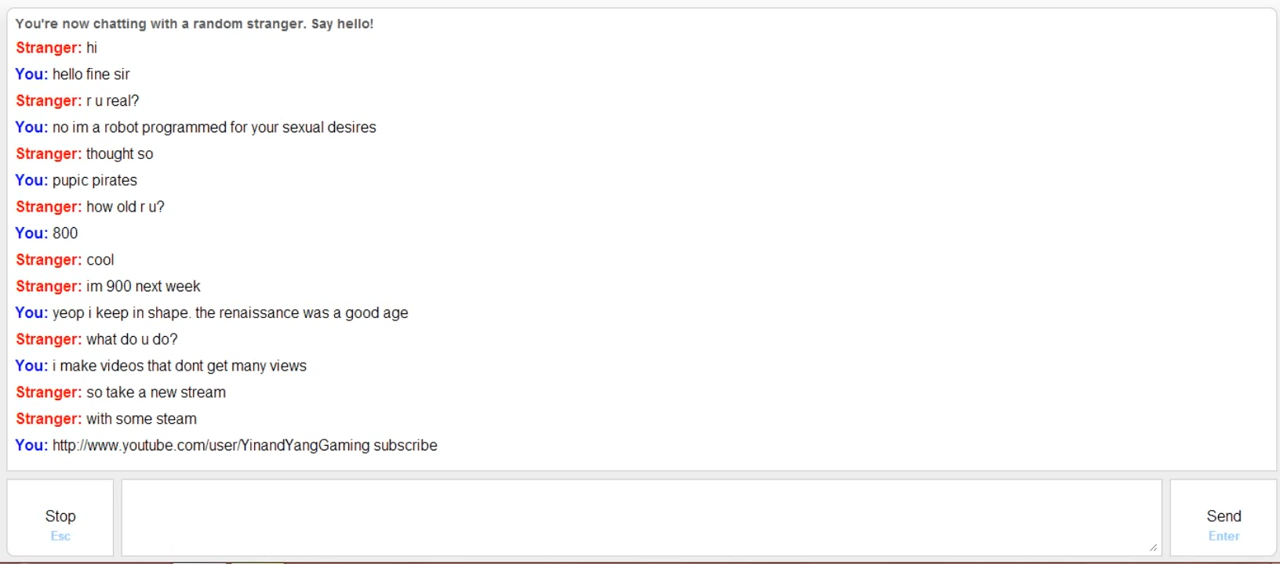 You're now chatting with a random stranger. Say hello!
Stranger: hi
You: hello fine sir
Stranger: r u real?
You: no im a robot programmed for your sexual desires
Stranger: thought so
You: pupic pirates
Stranger: how old r u?
You: 800
Stranger: cool
Stranger: im 900 next week
You: yeop i keep in shape. the renaissance was a good age
Stranger: what do u do?
You: i make videos that dont get many views
Stranger: so take a new stream
Stranger: with some steam
You: http://www.youtube.com/user/YinandYangGaming subscribe
Stop
Esc
Send
Enter